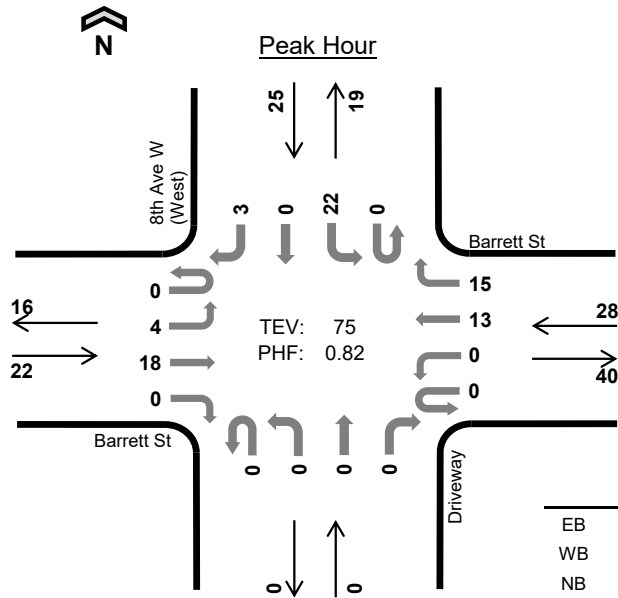 N
Peak Hour
25
19
8th Ave W
(West)
3
0
22
0
Barrett St
0
15
16
4
TEV: 75
13
28
22
18
PHF: 0.82
0
40
0
0
Barrett St
0
0
0
0
Driveway
EB
WB
NB
0
0